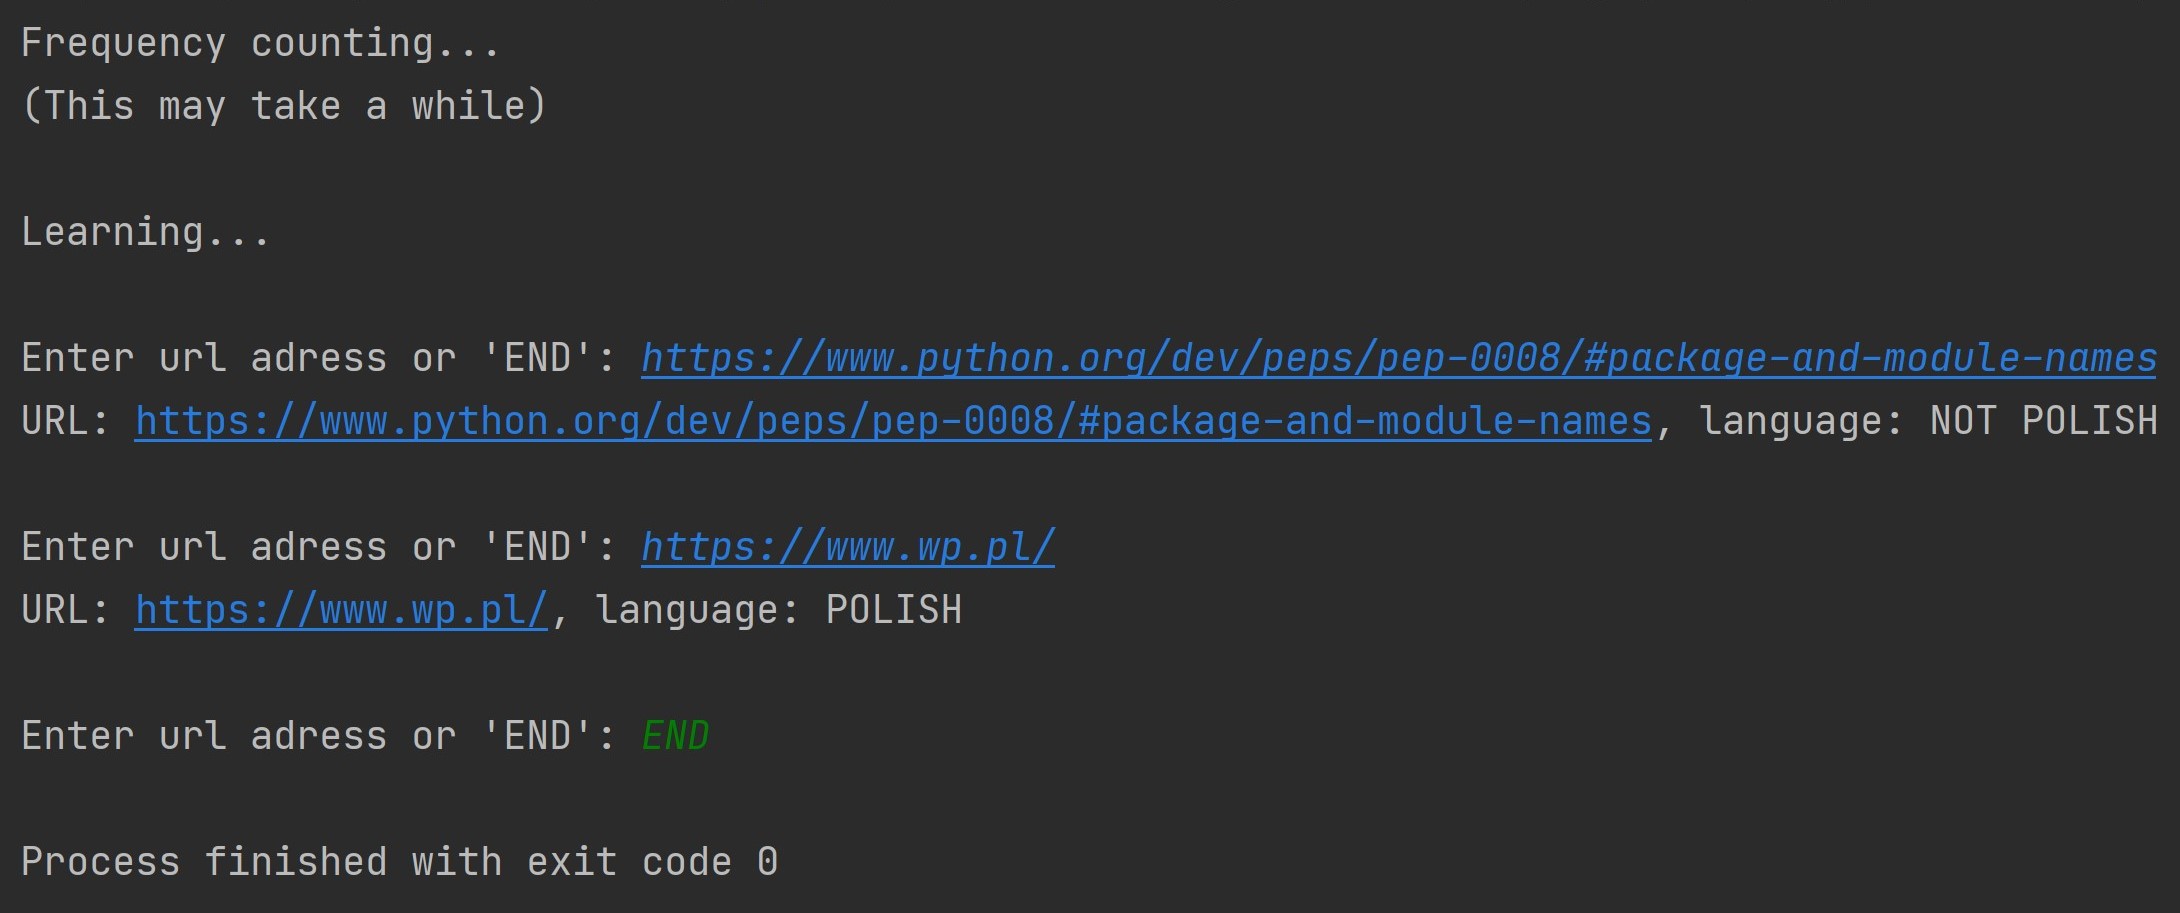 Frequency counting...
(This may take a while)
Learning...
Enter url adress or 'END': https://www.python.org/dev/peps/pep-0008/#package-and-module-names
URL: https://www.python.org/dev/peps/pep-0008/#package-and-module-names, language: NOT POLISH
Enter url adress or 'END': https://www.wp.pl/
URL: https://www.wp.pl/, language: POLISH
Enter url adress or 'END': END
Process finished with exit code 0